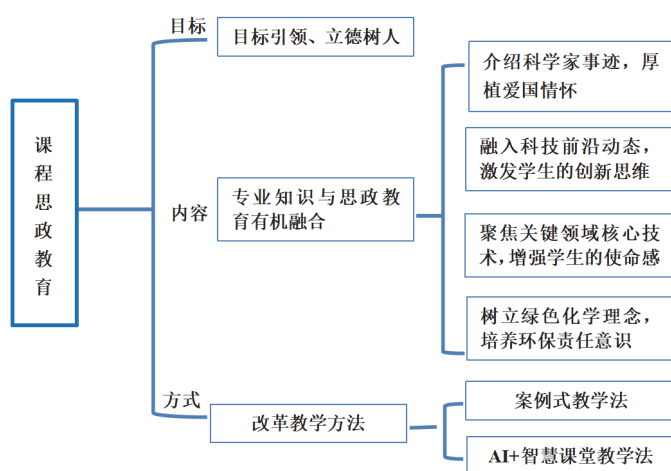 课程思政教育
目标
目标引领、立德树人
内容
专业知识与思政教
育有机融合
介绍科学家事迹，厚
植爱国情怀
融入科技前沿动态，
激发学生的创新思维
聚焦关键领域核心技
术，增强学生的使命感
树立绿色化学理念，
培养环保责任意识
方式
改革教学方法
案例式教学法
AI+智慧课堂教学法